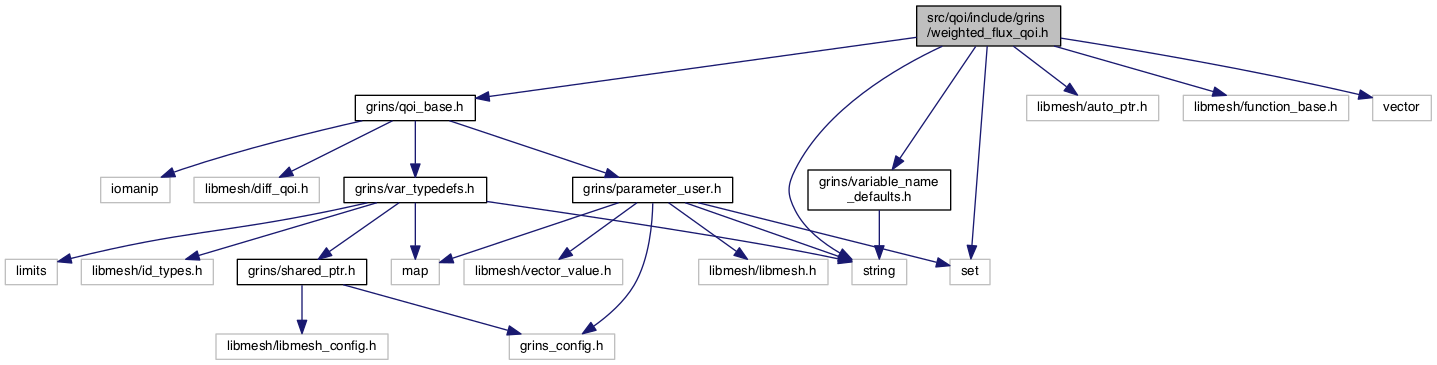 src/qoi/include/grins
/weighted_flux_qoi.h
grins/qoi_base.h
libmesh/auto_ptr.h
libmesh/function_base.h
vector
iomanip
libmesh/diff_qoi.h
grins/var_typedefs.h
grins/parameter_user.h
grins/variable_name
_defaults.h
limits
libmesh/id_types.h
grins/shared_ptr.h
map
libmesh/vector_value.h
libmesh/libmesh.h
string
set
libmesh/libmesh_config.h
grins_config.h